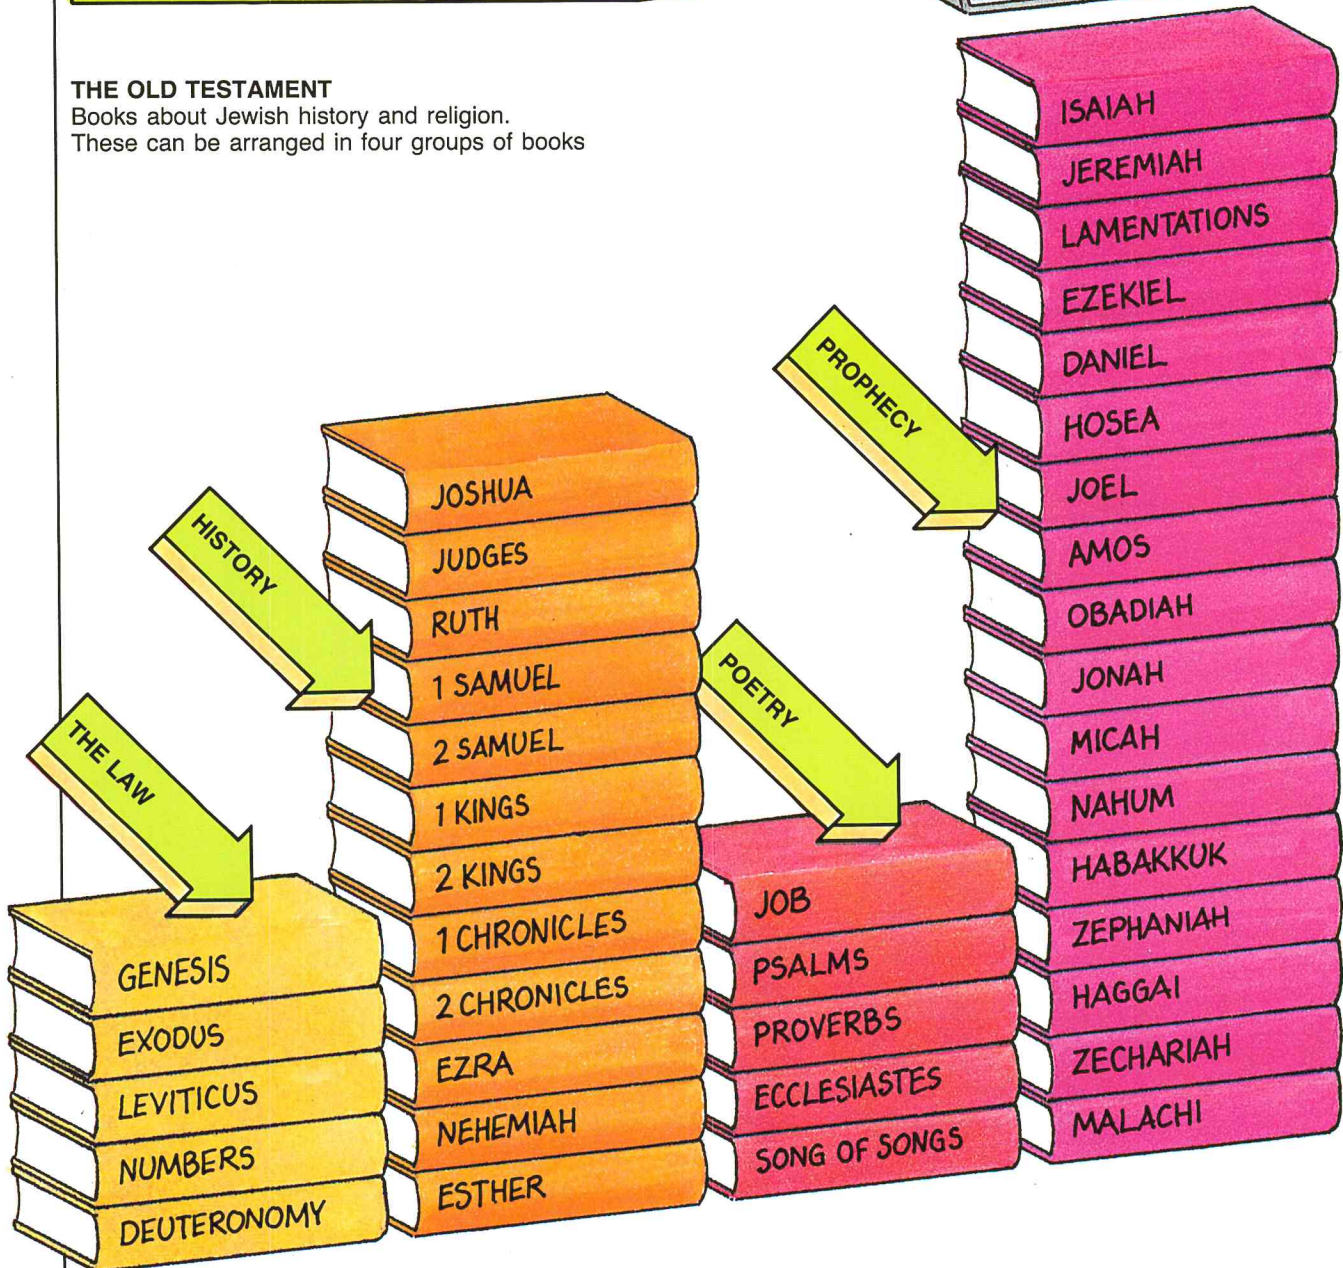 THE OLD TESTAMENT
Books about Jewish history and religion.
These can be arranged in four groups of books
THE LAW
GENESIS
EXODUS
LEVITICUS
NUMBERS
DEUTERONOMY
HISTORY
JOSHUA
JUDGES
RUTH
1 SAMUEL
2 SAMUEL
1 KINGS
2 KINGS
1 CHRONICLES
2 CHRONICLES
EZRA
NEHEMIAH
ESTHER
POETRY
JOB
PSALMS
PROVERBS
ECCLESIASTES
SONG OF SONGS
PROPHECY
ISAIAH
JEREMIAH
LAMENTATIONS
EZEKIEL
DANIEL
HOSEA
JOEL
AMOS
OBADIAH
JONAH
MICAH
NAHUM
HABAKKUK
ZEPHANIAH
HAGGAI
ZECHARIAH
MALACHI